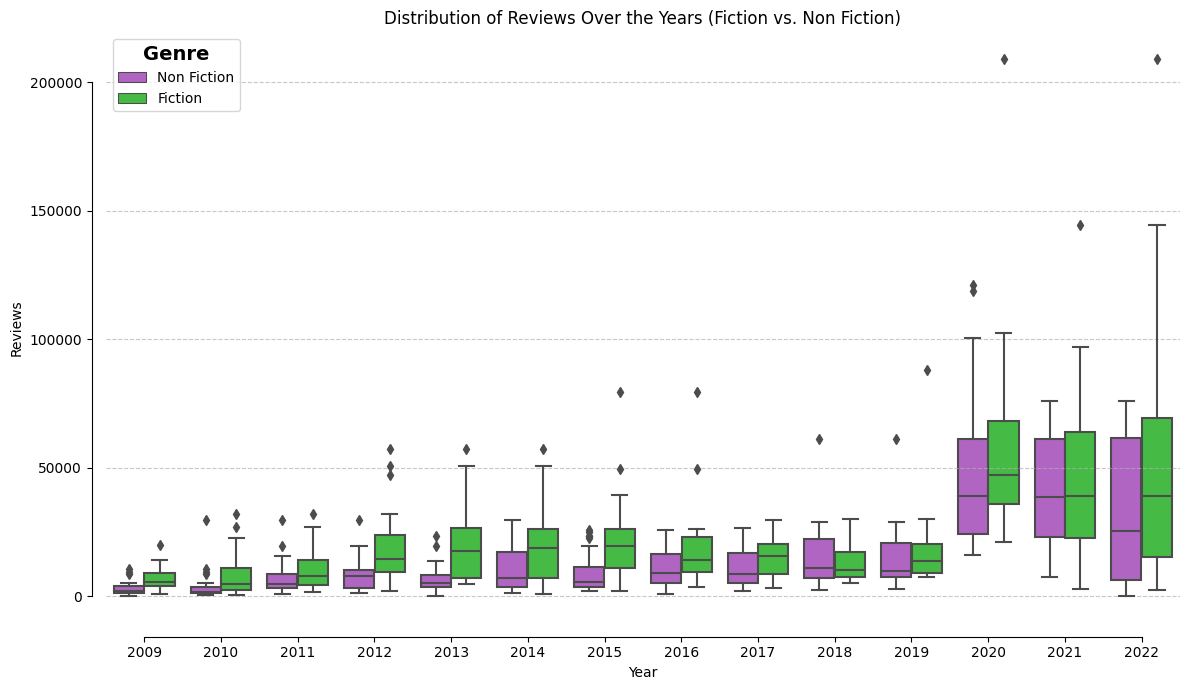 Distribution of Reviews Over the Years (Fiction vs. Non Fiction)
Genre
Non Fiction
Fiction
200000
150000
100000
50000
0
Reviews
2009 2010 2011 2012 2013 2014 2015 2016 2017 2018 2019 2020 2021 2022
Year